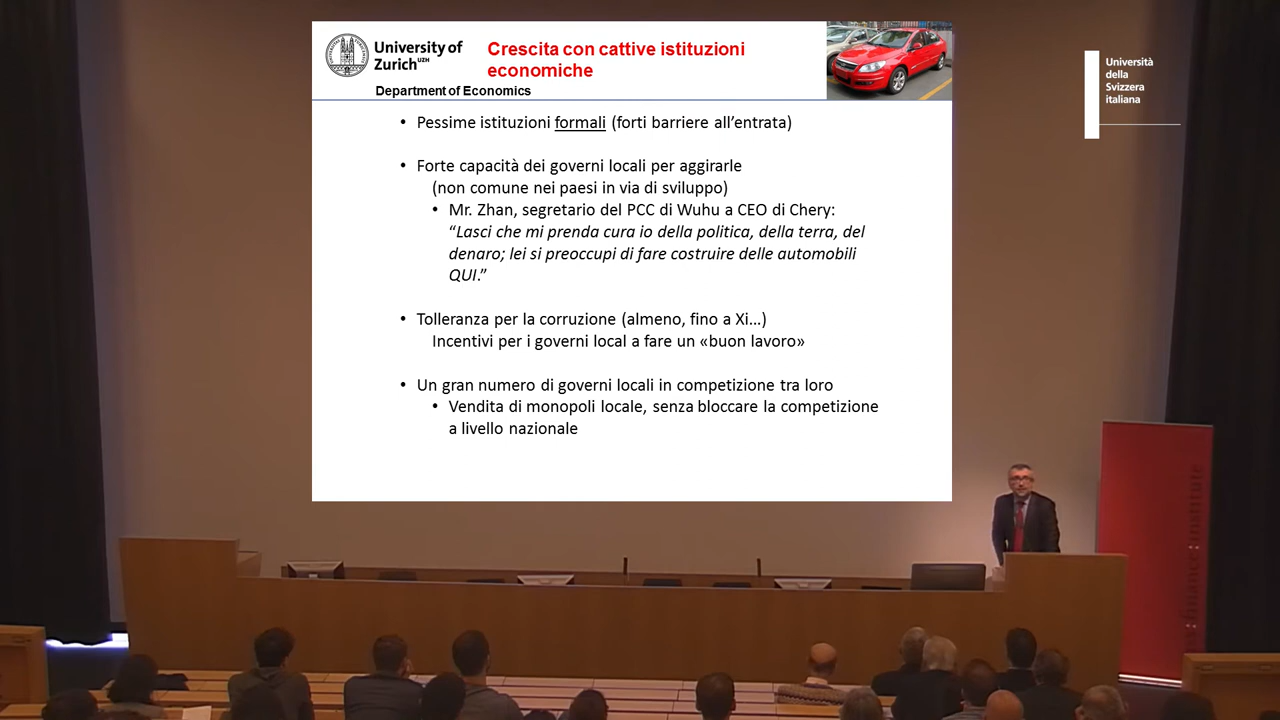 University of
Zurich UZH
Department of Economics
Crescita con cattive istituzioni
economiche
• Pessime istituzioni formali (forti barriere all'entrata)
• Forte capacità dei governi locali per aggirarle
(non comune nei paesi in via di sviluppo)
• Mr. Zhan, segretario del PCC di Wuhu a CEO di Chery:
“Lasci che mi prenda cura io della politica, della terra, del
denaro; lei si preoccupi di fare costruire delle automobili
QUI.”
• Tolleranza per la corruzione (almeno, fino a Xi…)
Incentivi per i governi local a fare un «buon lavoro»
• Un gran numero di governi locali in competizione tra loro
• Vendita di monopoli locale, senza bloccare la competizione
a livello nazionale
Università
della
Svizzera
italiana
finance institute